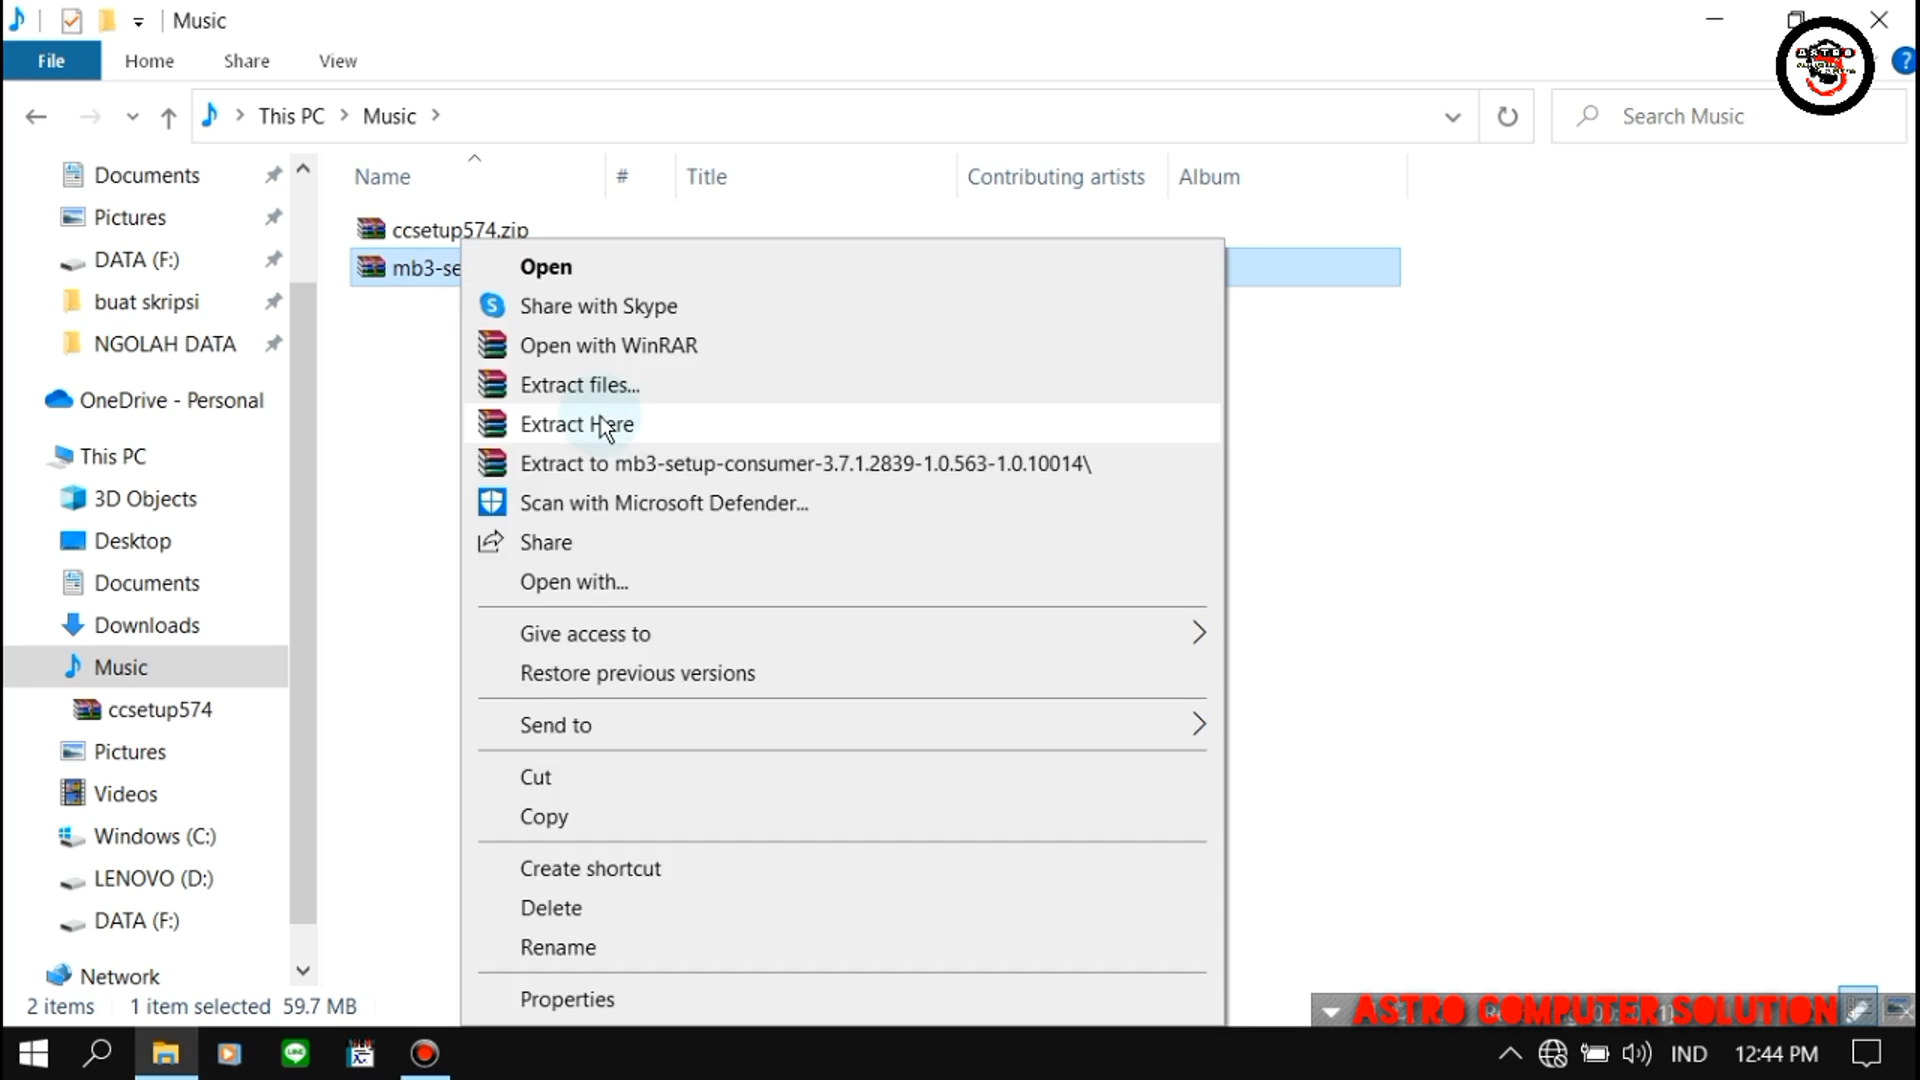 Music
File Home Share View
This PC Music
Search Music
Name # Title Contributing artists Album
Documents
Pictures
DATA (F:)
buat skripsi
NGOLAH DATA
OneDrive - Personal
This PC
3D Objects
Desktop
Documents
Downloads
Music
ccsetup574
Pictures
Videos
Windows (C:)
LENOVO (D:)
DATA (F:)
Network
ccsetup574.zip
mb3-se
Open
Share with Skype
Open with WinRAR
Extract files...
Extract Here
Extract to mb3-setup-consumer-3.7.1.2839-1.0.563-1.0.10014\
Scan with Microsoft Defender...
Share
Open with...
Give access to
Restore previous versions
Send to
Cut
Copy
Create shortcut
Delete
Rename
Properties
2 items 1 item selected 59.7 MB
ASTRO COMPUTER SOLUTION
IND 12:44 PM